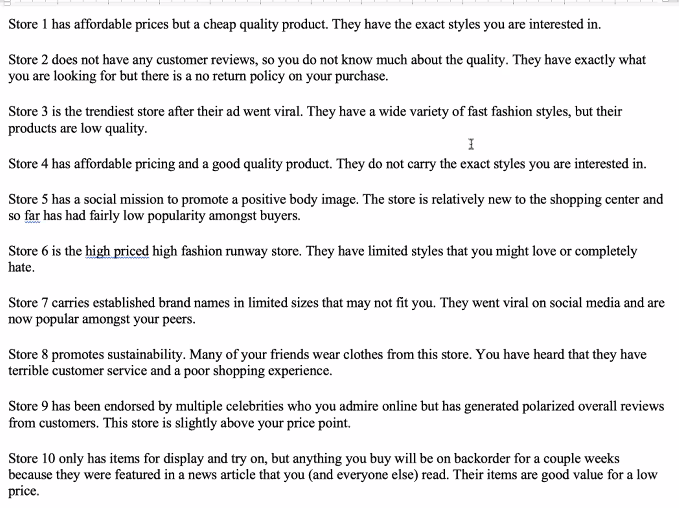 Store 1 has affordable prices but a cheap quality product. They have the exact styles you are interested in.
Store 2 does not have any customer reviews, so you do not know much about the quality. They have exactly what
you are looking for but there is a no return policy on your purchase.
Store 3 is the trendiest store after their ad went viral. They have a wide variety of fast fashion styles, but their
products are low quality.
Store 4 has affordable pricing and a good quality product. They do not carry the exact styles you are interested in.
Store 5 has a social mission to promote a positive body image. The store is relatively new to the shopping center and
so far has had fairly low popularity amongst buyers.
Store 6 is the high priced high fashion runway store. They have limited styles that you might love or completely
hate.
Store 7 carries established brand names in limited sizes that may not fit you. They went viral on social media and are
now popular amongst your peers.
Store 8 promotes sustainability. Many of your friends wear clothes from this store. You have heard that they have
terrible customer service and a poor shopping experience.
Store 9 has been endorsed by multiple celebrities who you admire online but has generated polarized overall reviews
from customers. This store is slightly above your price point.
Store 10 only has items for display and try on, but anything you buy will be on backorder for a couple weeks
because they were featured in a news article that you (and everyone else) read. Their items are good value for a low
price.